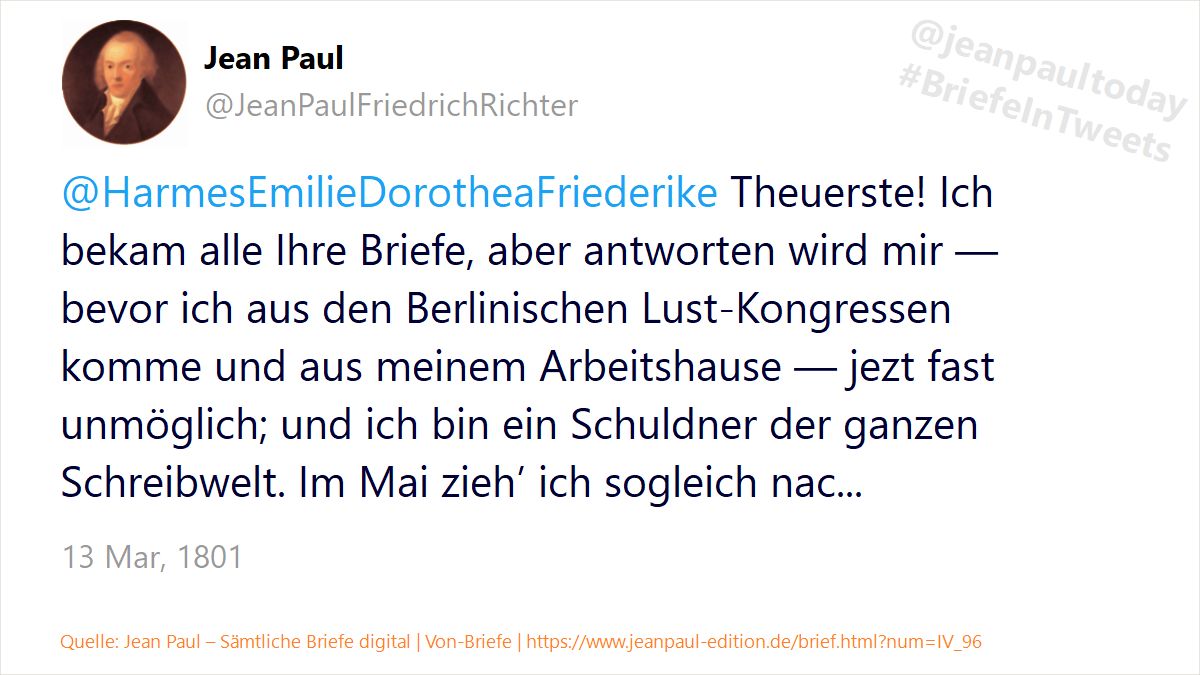 Jean Paul
@JeanPaulFriedrichRichter
@jeanpaultoday
#BriefeInTweets
@HarmesEmilieDorotheaFriederike Theuerste! Ich
bekam alle Ihre Briefe, aber antworten wird mir —
bevor ich aus den Berlinischen Lust-Kongressen
komme und aus meinem Arbeitshause — jezt fast
unmöglich; und ich bin ein Schuldner der ganzen
Schreibwelt. Im Mai zieh’ ich sogleich nac...
13 Mar, 1801
Quelle: Jean Paul – Sämtliche Briefe digital | Von-Briefe | https://www.jeanpaul-edition.de/brief.html?num=IV_96